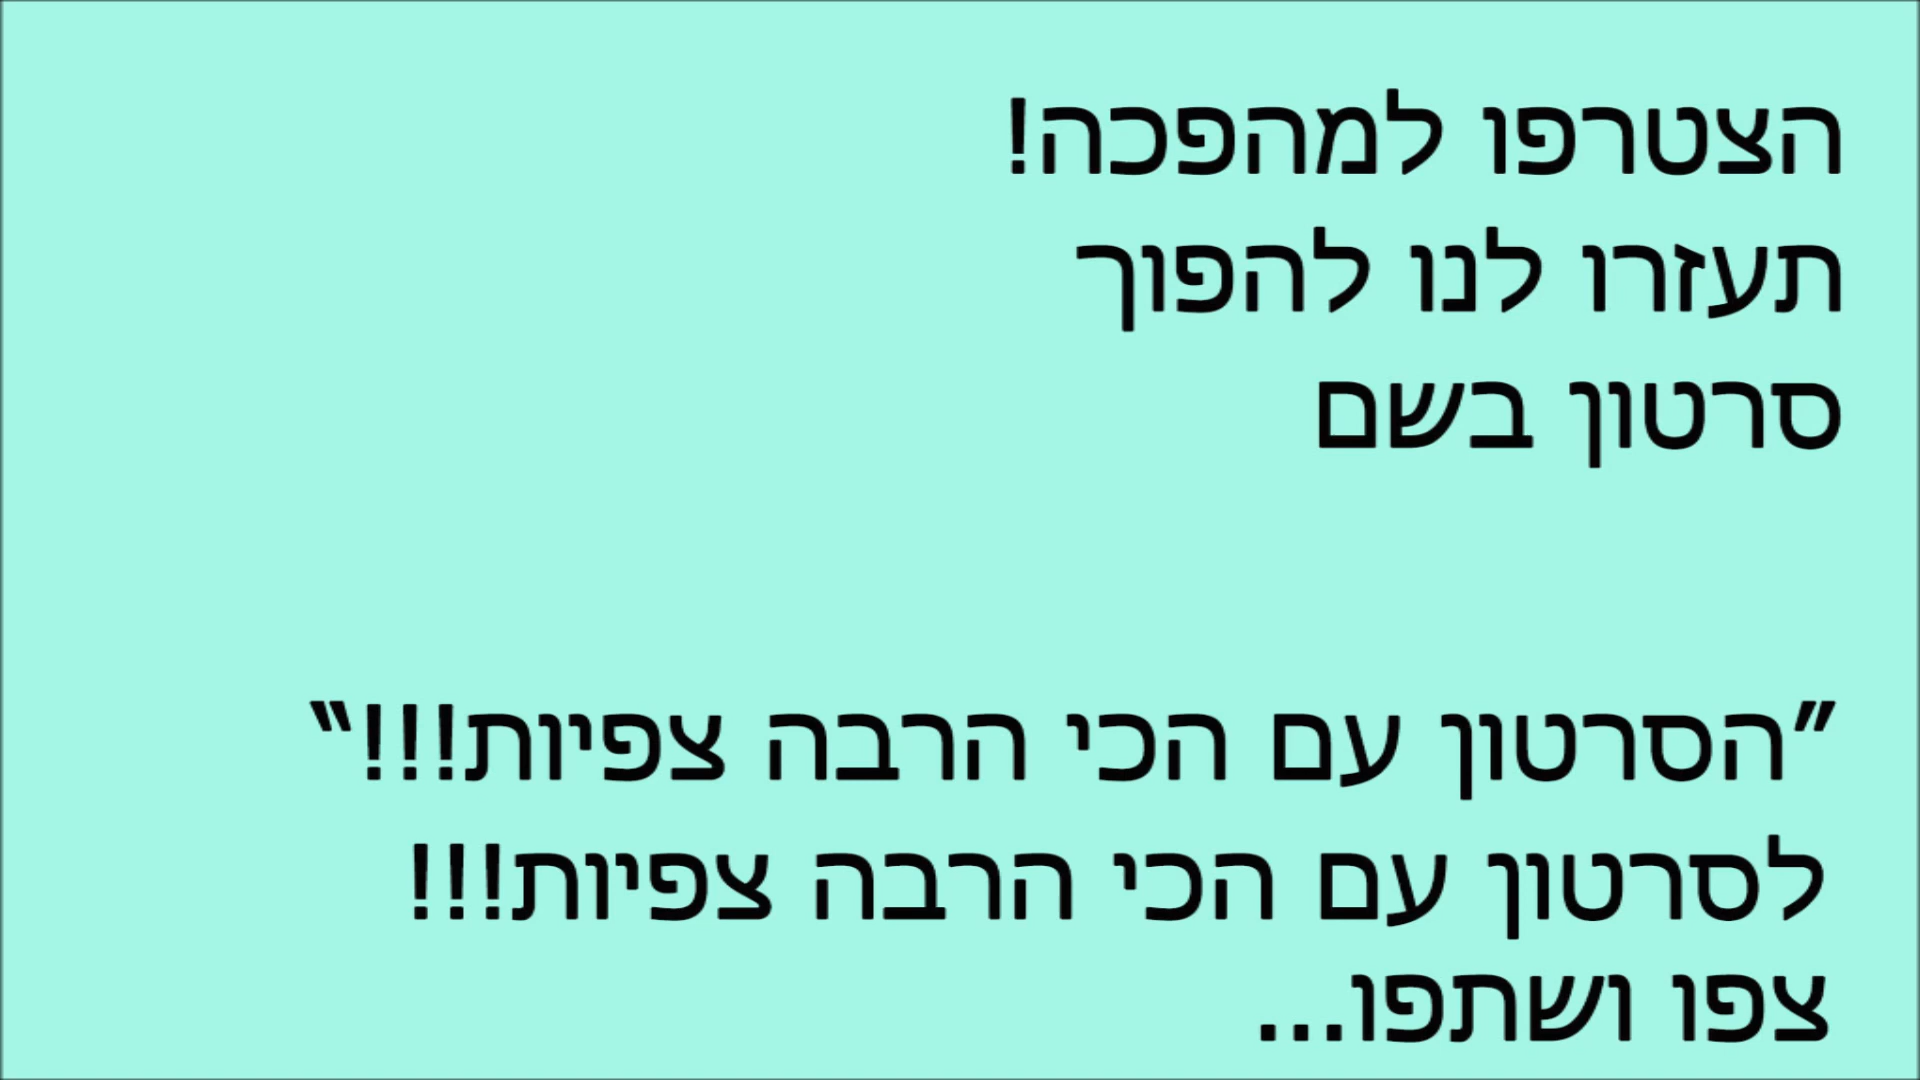 הצטרפו למהפכה!
תעזרו לנו להפוך
סרטון בשם
"הסרטון עם הכי הרבה צפיות!!!"
לסרטון עם הכי הרבה צפיות!!!
צפו ושתפו...